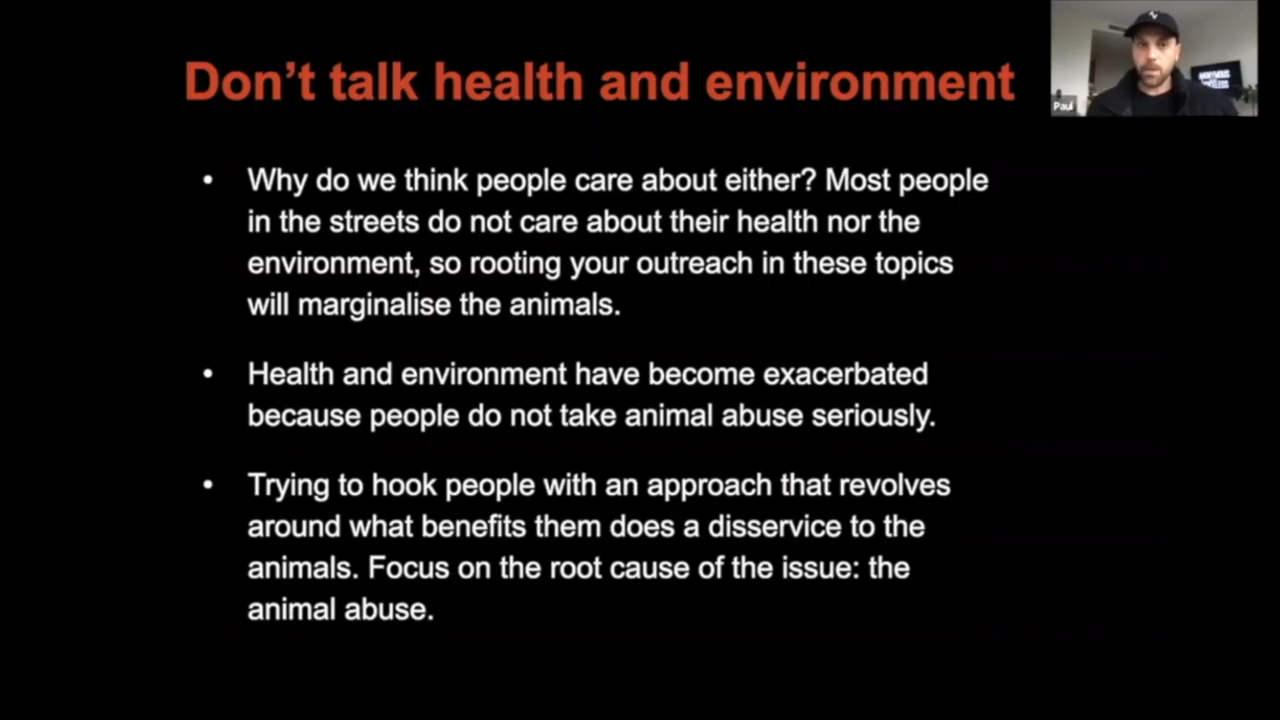 Don’t talk health and environment
Paul
ANONYMOUS
VOICELESS
• Why do we think people care about either? Most people
in the streets do not care about their health nor the
environment, so rooting your outreach in these topics
will marginalise the animals.
• Health and environment have become exacerbated
because people do not take animal abuse seriously.
• Trying to hook people with an approach that revolves
around what benefits them does a disservice to the
animals. Focus on the root cause of the issue: the
animal abuse.